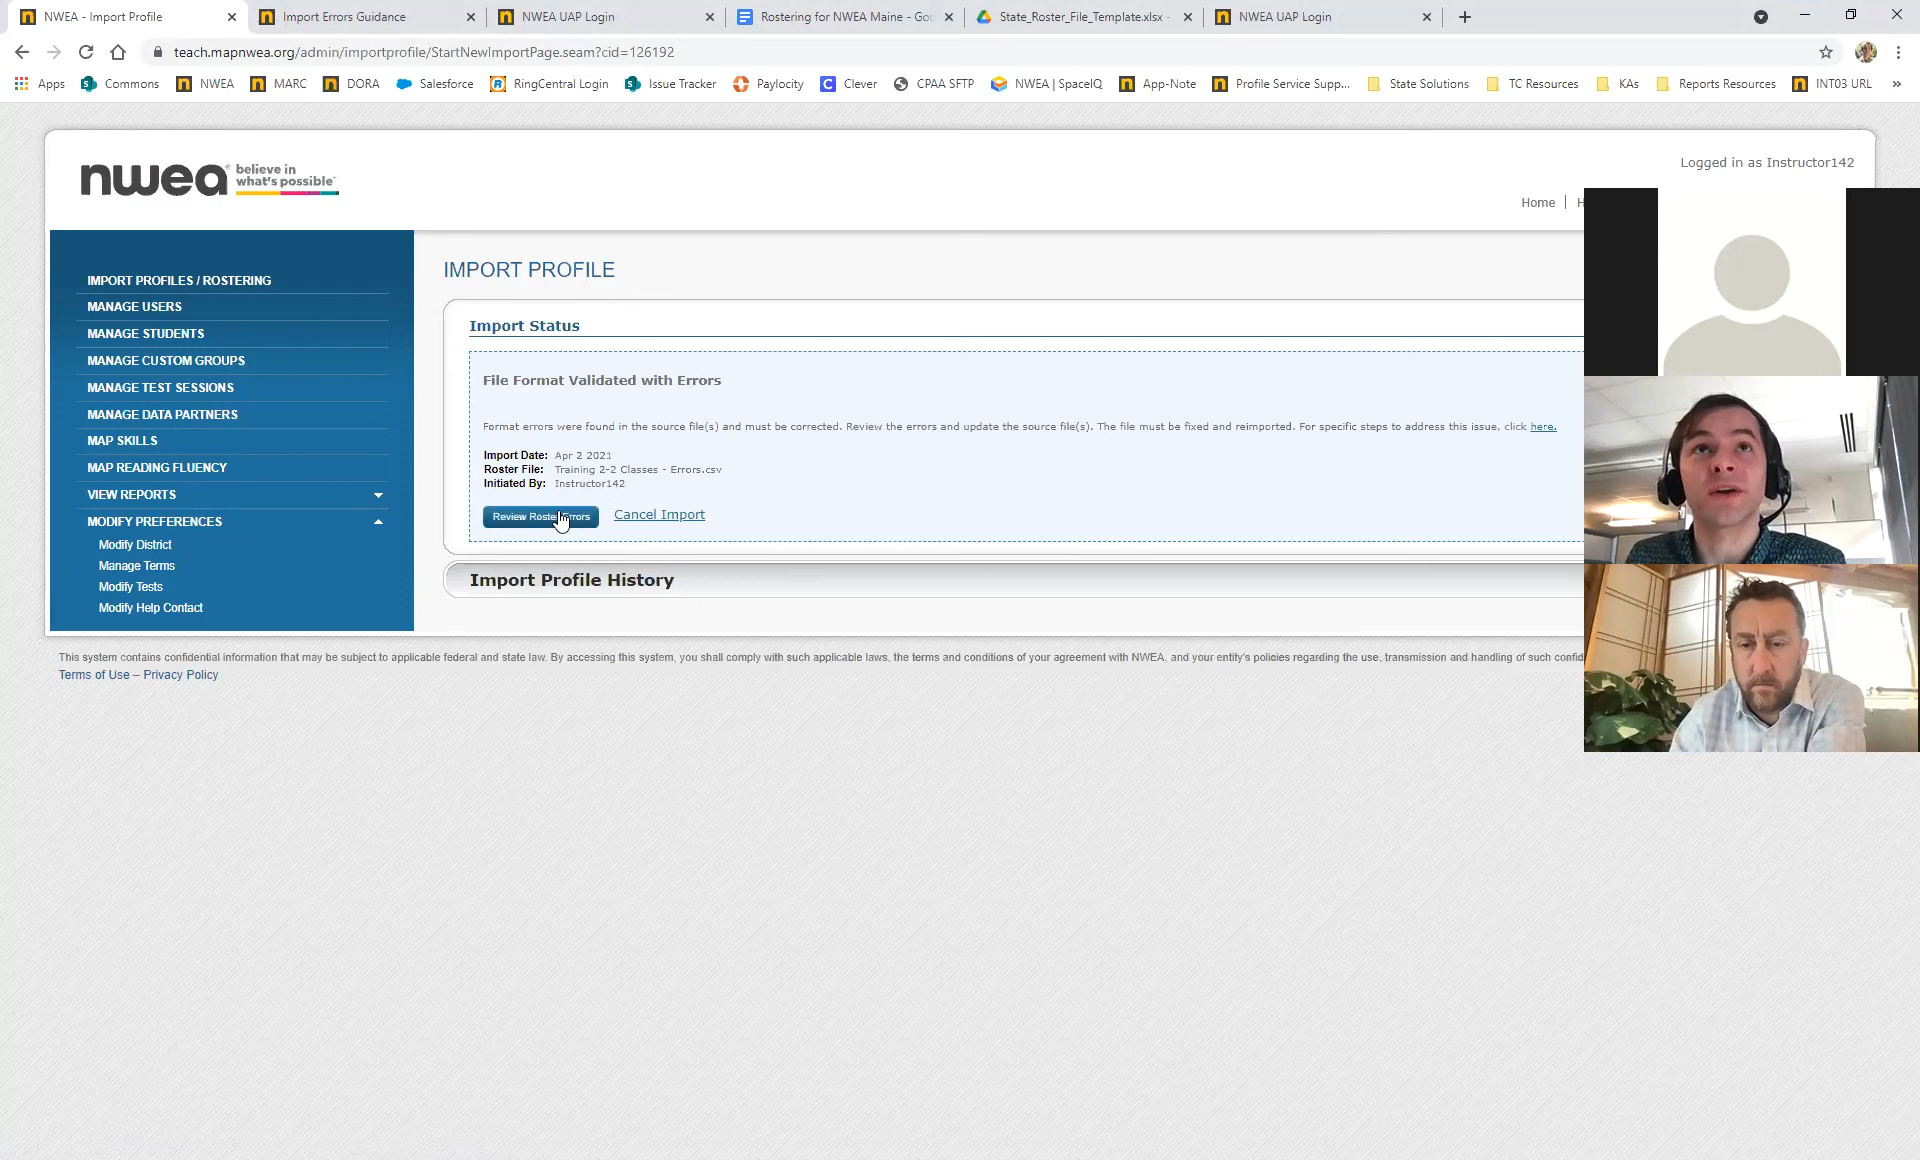 NWEA - Import Profile
Import Errors Guidance
NWEA UAP Login
Rostering for NWEA Maine - Goo
State_Roster_File_Template.xlsx -
NWEA UAP Login
teach.mapnwea.org/admin/importprofile/StartNewImportPage.seam?cid=126192
Apps Commons NWEA MARC DORA Salesforce RingCentral Login Issue Tracker Paylocity Clever CPAA SFTP NWEA | SpaceIQ App-Note Profile Service Supp... State Solutions TC Resources KAs Reports Resources INT03 URL »
nwea believe in
what's possible
Logged in as Instructor142
Home | H
IMPORT PROFILES / ROSTERING
MANAGE USERS
MANAGE STUDENTS
MANAGE CUSTOM GROUPS
MANAGE TEST SESSIONS
MANAGE DATA PARTNERS
MAP SKILLS
MAP READING FLUENCY
VIEW REPORTS
MODIFY PREFERENCES
Modify District
Manage Terms
Modify Tests
Modify Help Contact
IMPORT PROFILE
Import Status
File Format Validated with Errors
Format errors were found in the source file(s) and must be corrected. Review the errors and update the source file(s). The file must be fixed and reimported. For specific steps to address this issue, click here.
Import Date: Apr 2 2021
Roster File: Training 2-2 Classes - Errors.csv
Initiated By: Instructor142
Review Roster Errors Cancel Import
Import Profile History
This system contains confidential information that may be subject to applicable federal and state law. By accessing this system, you shall comply with such applicable laws, the terms and conditions of your agreement with NWEA, and your entity's policies regarding the use, transmission and handling of such confid
Terms of Use – Privacy Policy